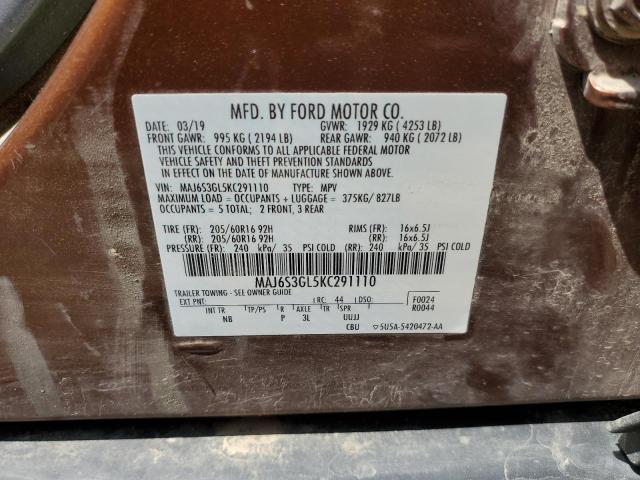 MFD. BY FORD MOTOR CO.
DATE: 03/19 GVWR: 1929 KG ( 4253 LB)
FRONT GAWR: 995 KG ( 2194 LB) REAR GAWR: 940 KG ( 2072 LB)
THIS VEHICLE CONFORMS TO ALL APPLICABLE FEDERAL MOTOR
VEHICLE SAFETY AND THEFT PREVENTION STANDARDS
IN EFFECT ON THE DATE OF MANUFACTURE SHOWN ABOVE.
VIN: MAJ6S3GL5KC291110 TYPE: MPV
MAXIMUM LOAD = OCCUPANTS + LUGGAGE = 375KG/ 827LB
OCCUPANTS = 5 TOTAL; 2 FRONT, 3 REAR
TIRE (FR): 205/60R16 92H RIMS (FR): 16x6.5J
(RR): 205/60R16 92H (RR): 16x6.5J
PRESSURE (FR): 240 kPa/ 35 PSI COLD (RR): 240 kPa/ 35 PSI COLD
MAJ6S3GL5KC291110
TRAILER TOWING - SEE OWNER GUIDE
EXT PNT: RC: 44 DSO: F0024
R0044
INT TR TP/PS R AXLE TR SPR
NB P 3L UUJJ
CBU 5U5A-5420472-AA